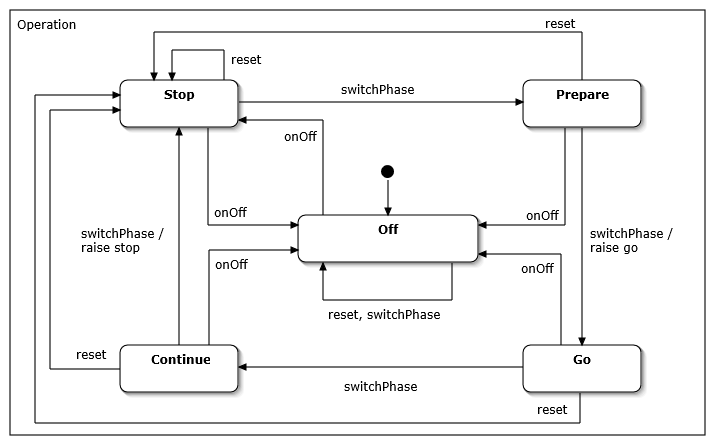 Operation
reset
reset
Stop
switchPhase
Prepare
onOff
onOff
onOff
Off
switchPhase /
raise stop
switchPhase /
raise go
onOff
onOff
reset, switchPhase
reset
Continue
Go
switchPhase
reset